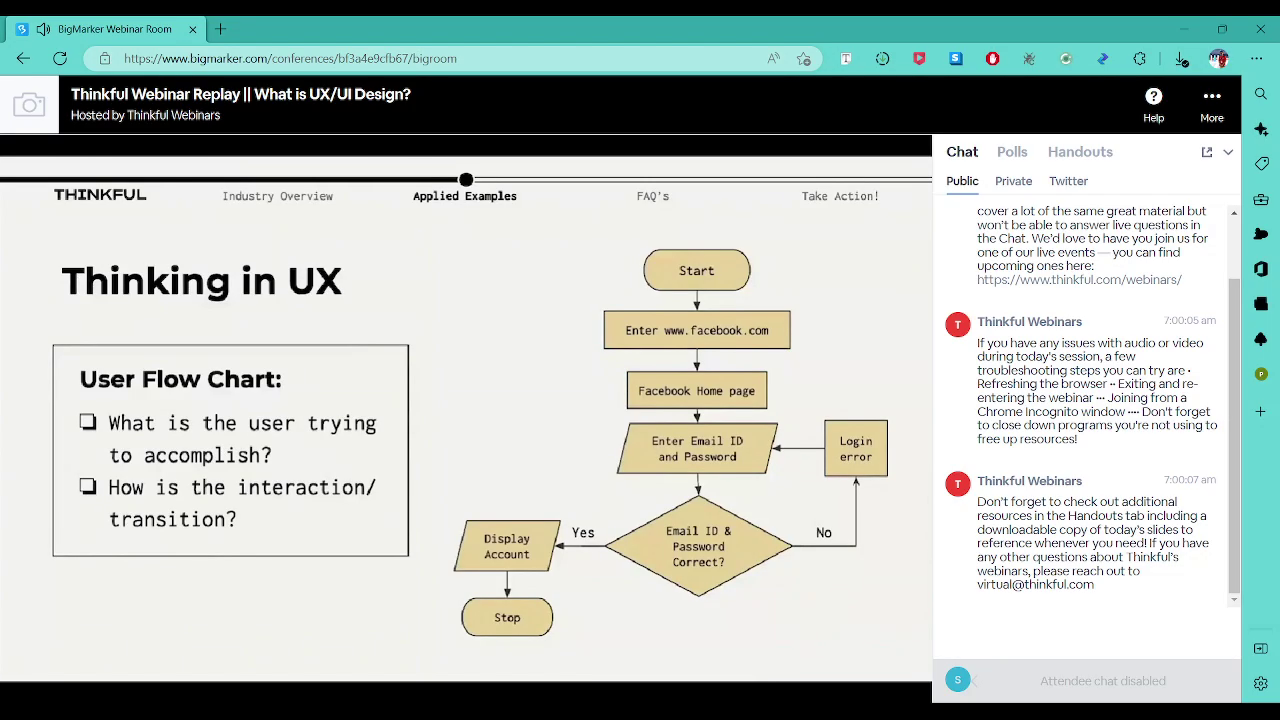 BigMarker Webinar Room
https://www.bigmarker.com/conferences/bf3a4e9cfb67/bigroom
Thinkful Webinar Replay || What is UX/UI Design?
Hosted by Thinkful Webinars
Help
More
THINKFUL
Industry Overview
Applied Examples
FAQ's
Take Action!
Thinking in UX
User Flow Chart:
What is the user trying
to accomplish?
How is the interaction/
transition?
Start
Enter www.facebook.com
Facebook Home page
Enter Email ID
and Password
Login
error
Email ID &
Password
Correct?
Yes
No
Display
Account
Stop
Chat
Polls
Handouts
Public
Private
Twitter
cover a lot of the same great material but
won't be able to answer live questions in
the Chat. We'd love to have you join us for
one of our live events — you can find
upcoming ones here:
https://www.thinkful.com/webinars/
T
Thinkful Webinars
7:00:05 am
If you have any issues with audio or video
during today's session, a few
troubleshooting steps you can try are •
Refreshing the browser •• Exiting and re-
entering the webinar ••• Joining from a
Chrome Incognito window •••• Don't forget
to close down programs you're not using to
free up resources!
T
Thinkful Webinars
7:00:07 am
Don't forget to check out additional
resources in the Handouts tab including a
downloadable copy of today's slides to
reference whenever you need! If you have
any other questions about Thinkful's
webinars, please reach out to
virtual@thinkful.com
S
Attendee chat disabled